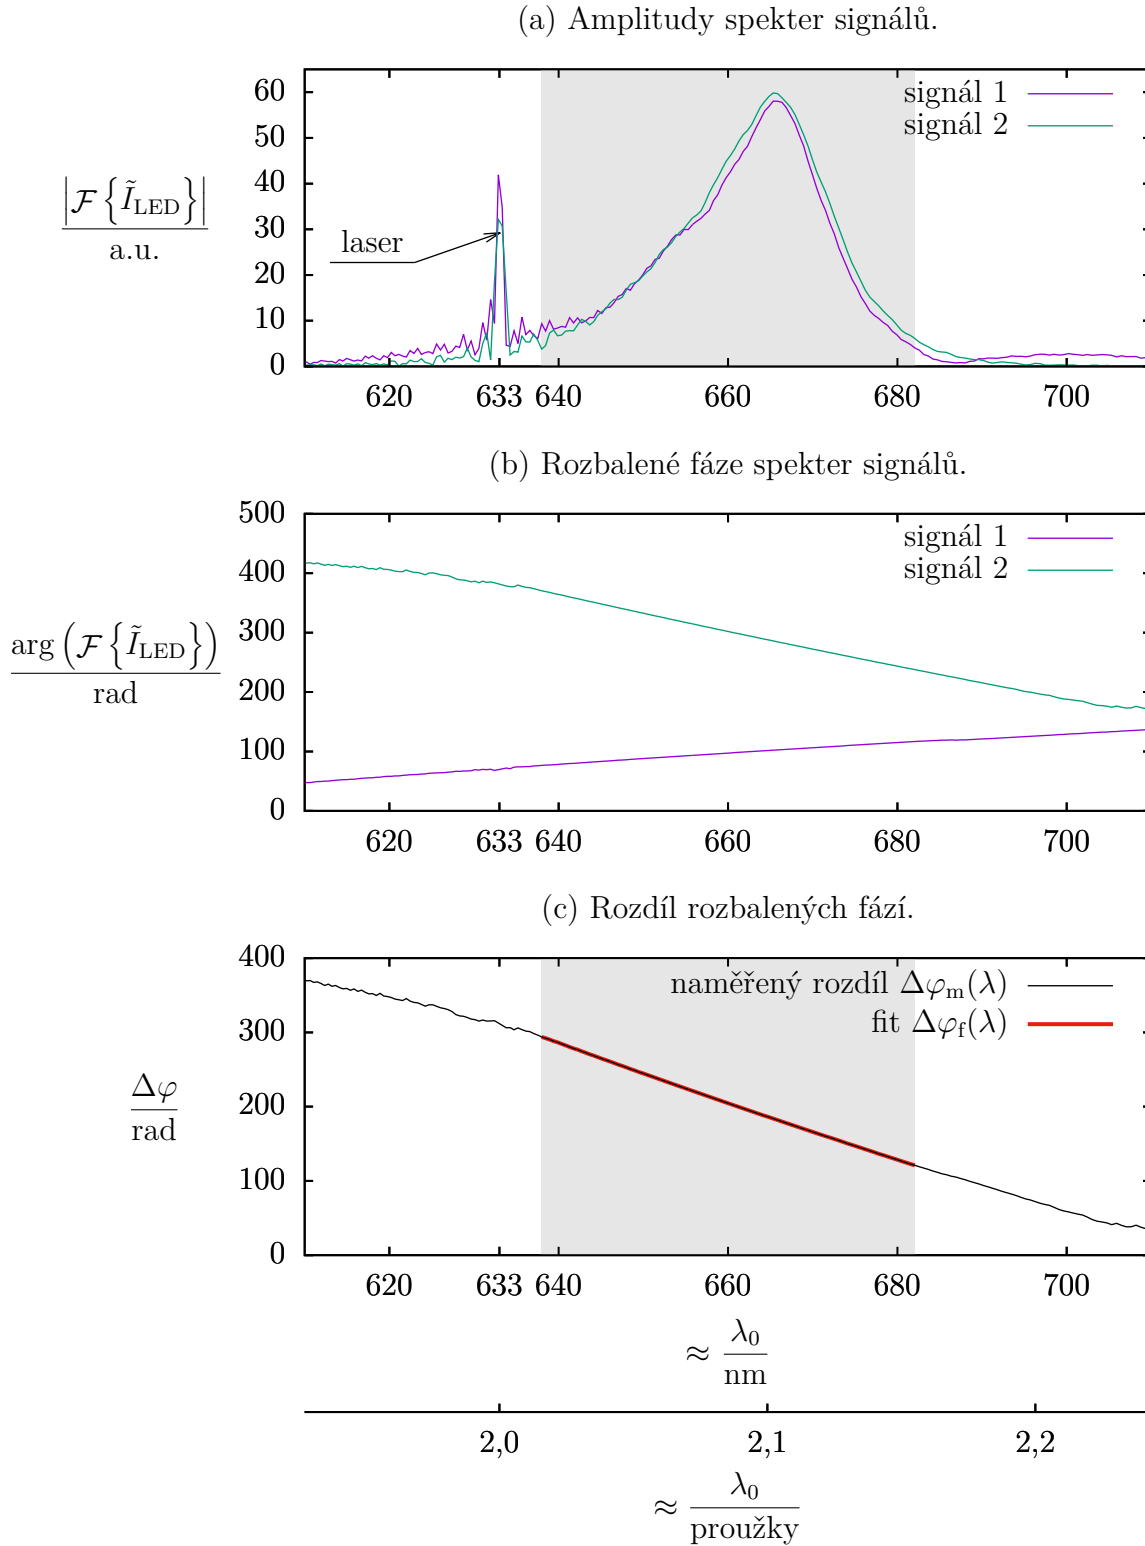 (a) Amplitudy spekter signálů.
60
50
40
30
20
10
0
|F{Ĩ_LED}|
a.u.
signál 1
signál 2
laser
620 633 640 660 680 700
(b) Rozbalené fáze spekter signálů.
500
400
300
200
100
0
arg(F{Ĩ_LED})
rad
signál 1
signál 2
620 633 640 660 680 700
(c) Rozdíl rozbalených fází.
400
300
200
100
0
Δφ
rad
naměřený rozdíl Δφ_m(λ)
fit Δφ_f(λ)
620 633 640 660 680 700
≈ λ_0
nm
2,0 2,1 2,2
≈ λ_0
proužky